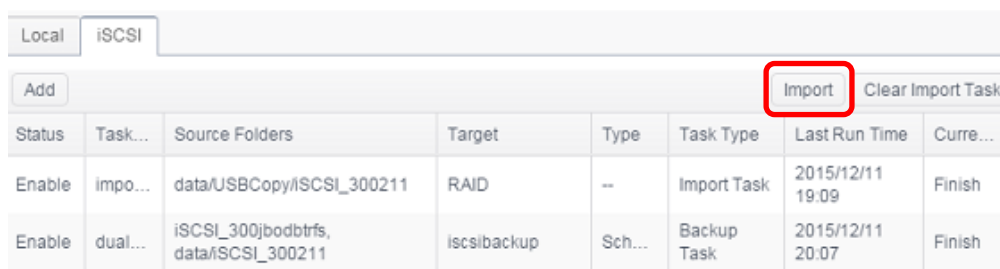 Local iSCSI
Add Import Clear Import Task
Status Task... Source Folders Target Type Task Type Last Run Time Curre...
Enable impo... data/USBCopy/iSCSI_300211 RAID -- Import Task 2015/12/11 19:09 Finish
Enable dual... iSCSI_300jbodbtrfs, data/iSCSI_300211 iscsibackup Sch... Backup Task 2015/12/11 20:07 Finish